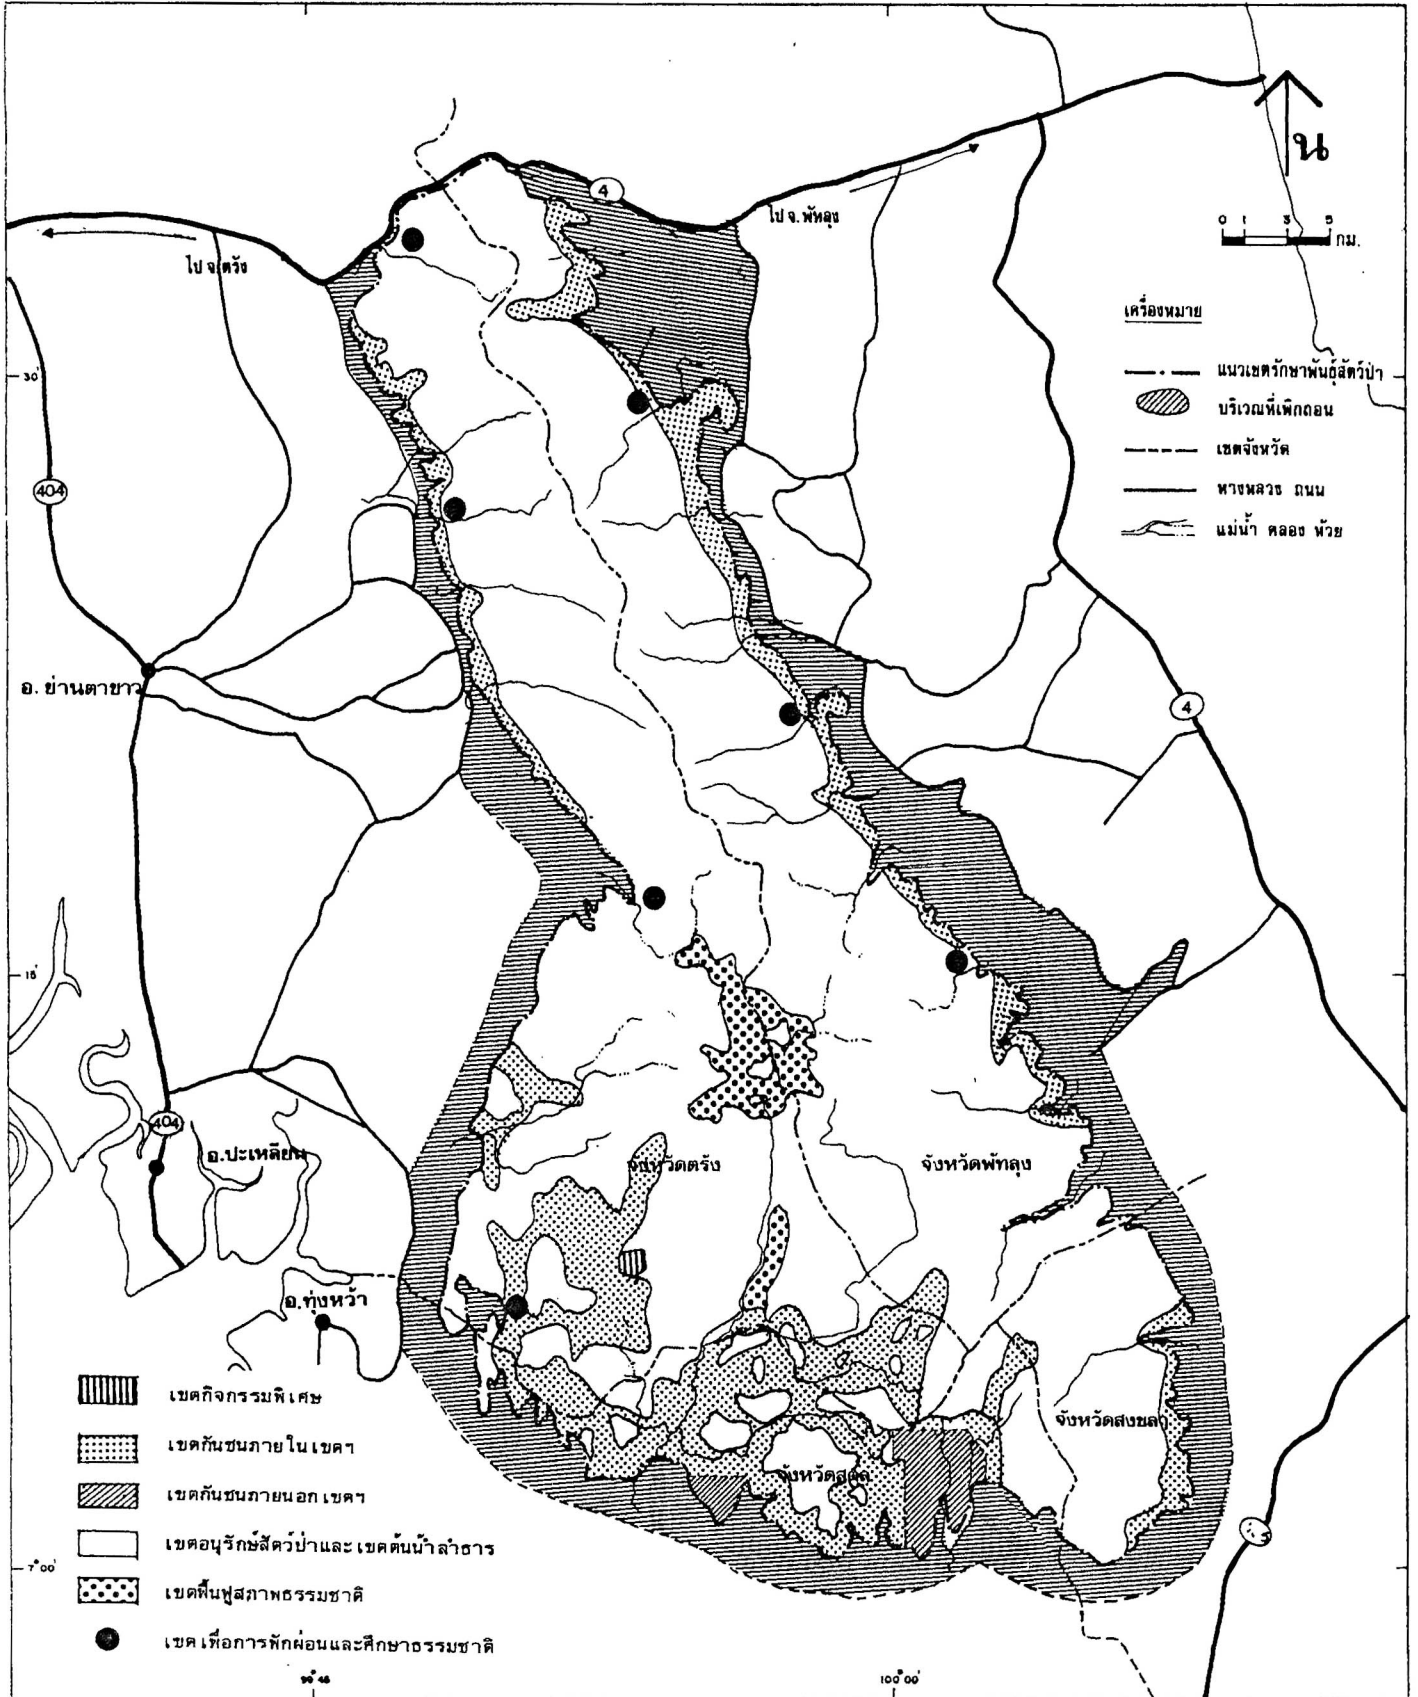 น
4
ไป จ.พัทลุง
0 1 3 5 กม.
ไป จ.ตรัง
เครื่องหมาย
30'
แนวเขตรักษาพันธุ์สัตว์ป่า
บริเวณที่เพิกถอน
เขตจังหวัด
ทางหลวง ถนน
แม่น้ำ คลอง ห้วย
404
อ. ย่านตาขาว
4
15'
404
อ.ปะเหลียน
จังหวัดตรัง
จังหวัดพัทลุง
อ.ทุ่งหว้า
จังหวัดสงขลา
จังหวัดสตูล
เขตกิจกรรมพิเศษ
เขตกันชนภายในเขตฯ
เขตกันชนภายนอกเขตฯ
เขตอนุรักษ์สัตว์ป่าและเขตต้นน้ำลำธาร
7°00'
เขตฟื้นฟูสภาพธรรมชาติ
เขตเพื่อการพักผ่อนและศึกษาธรรมชาติ
99°45'
100°00'